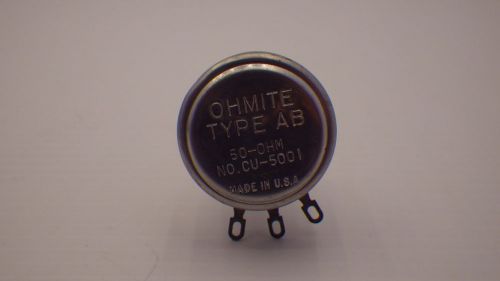 OHMITE
TYPE AB
50-OHM
NO.CU-5001
MADE IN U.S.A